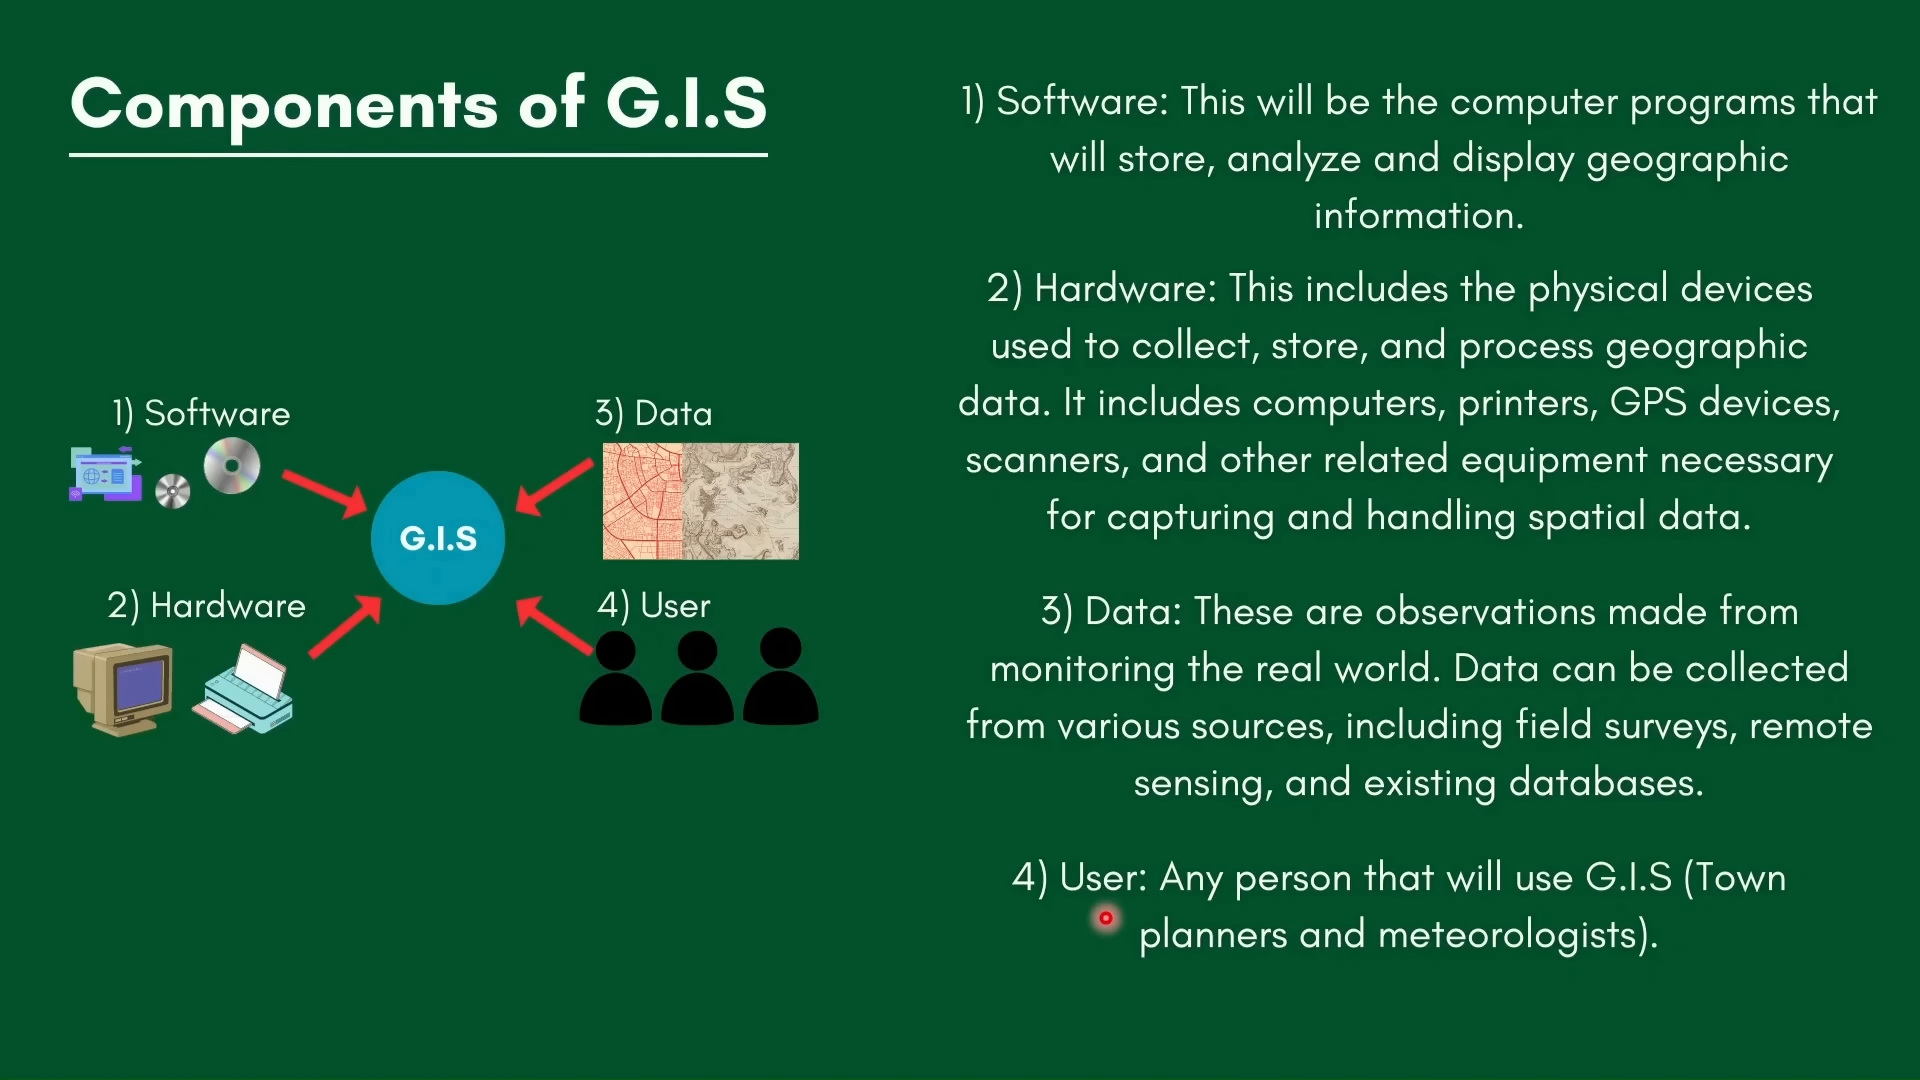 Components of G.I.S
1) Software
3) Data
G.I.S
2) Hardware
4) User
1) Software: This will be the computer programs that
will store, analyze and display geographic
information.
2) Hardware: This includes the physical devices
used to collect, store, and process geographic
data. It includes computers, printers, GPS devices,
scanners, and other related equipment necessary
for capturing and handling spatial data.
3) Data: These are observations made from
monitoring the real world. Data can be collected
from various sources, including field surveys, remote
sensing, and existing databases.
4) User: Any person that will use G.I.S (Town
planners and meteorologists).